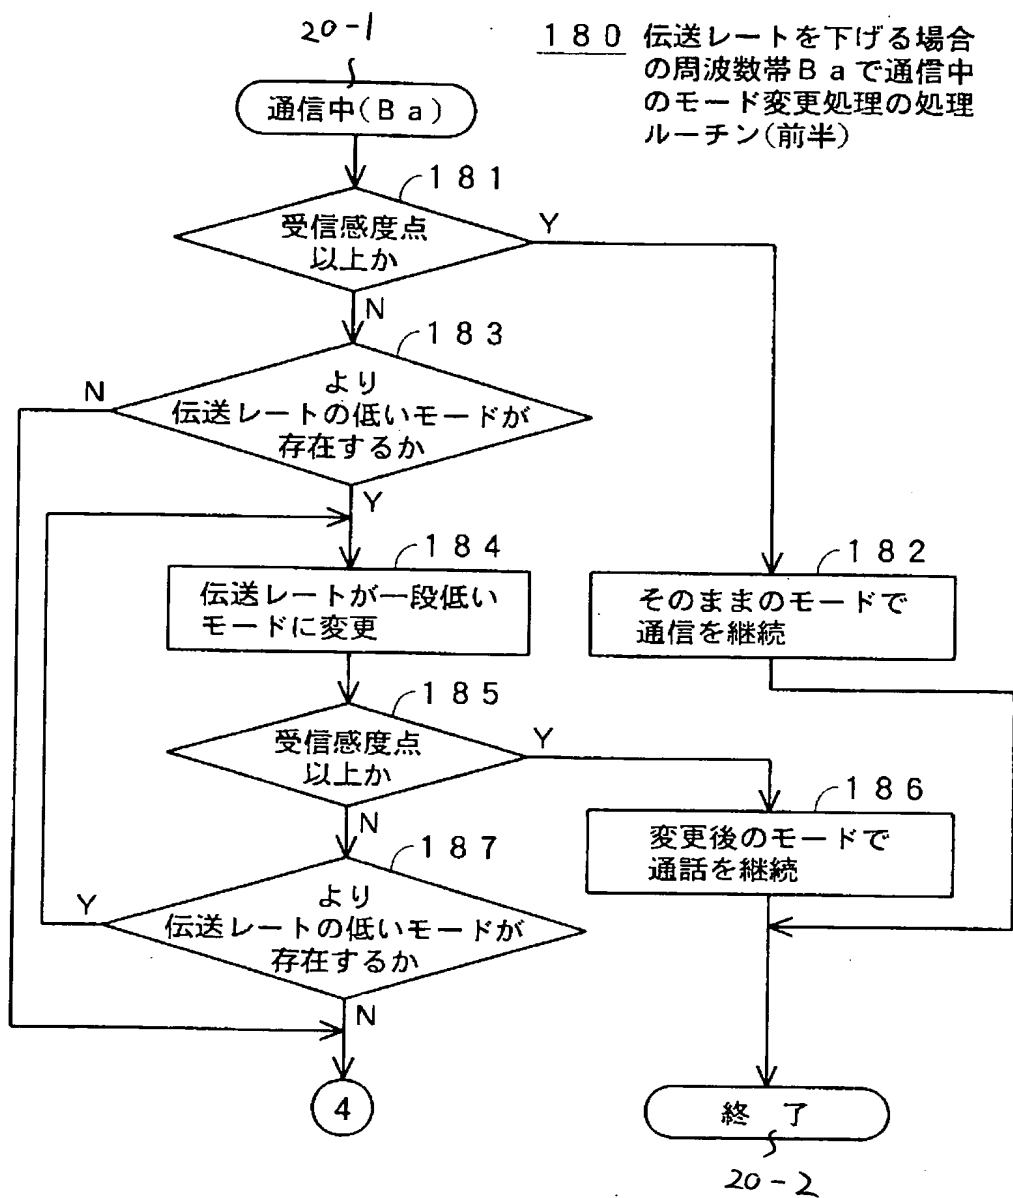 20-1
180 伝送レートを下げる場合
の周波数帯Baで通信中
のモード変更処理の処理
ルーチン(前半)
通信中(Ba)
181
受信感度点
以上か
Y
N
183
より
伝送レートの低いモードが
存在するか
N
Y
184
伝送レートが一段低い
モードに変更
182
そのままのモードで
通信を継続
185
受信感度点
以上か
Y
N
186
変更後のモードで
通話を継続
187
より
伝送レートの低いモードが
存在するか
Y
N
4
終 了
20-2